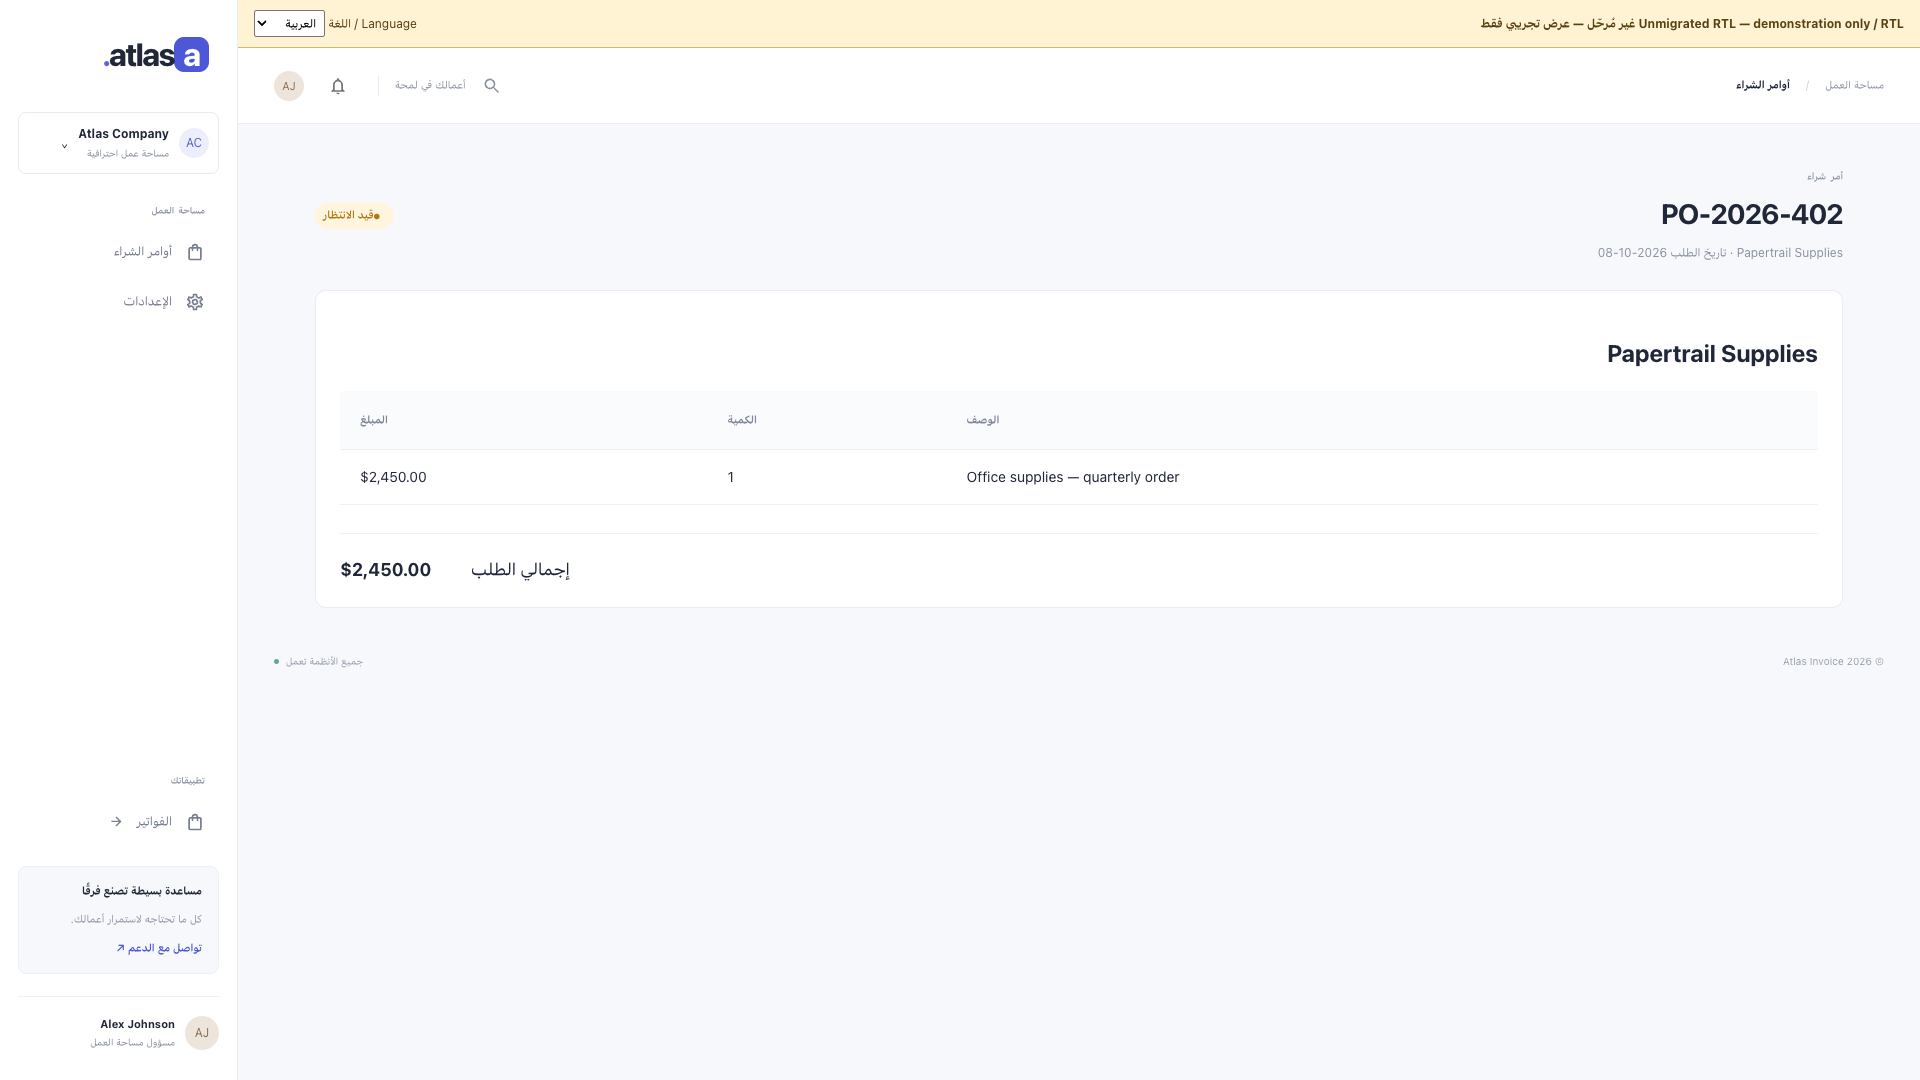 Unmigrated RTL — demonstration only / RTL غير مُرحّل — عرض تجريبي فقط
Language / اللغة
العربية
atlas.
a
AC
Atlas Company
مساحة عمل احترافية
مساحة العمل
أوامر الشراء
الإعدادات
تطبيقاتك
الفواتير
مساعدة بسيطة تصنع فرقًا
كل ما تحتاجه لاستمرار أعمالك.
تواصل مع الدعم ↗
AJ
Alex Johnson
مسؤول مساحة العمل
مساحة العمل / أوامر الشراء
أعمالك في لمحة
AJ
أمر شراء
PO-2026-402
Papertrail Supplies · تاريخ الطلب 2026-10-08
قيد الانتظار
Papertrail Supplies
الوصف الكمية المبلغ
Office supplies — quarterly order 1 $2,450.00
إجمالي الطلب $2,450.00
© 2026 Atlas Invoice
جميع الأنظمة تعمل